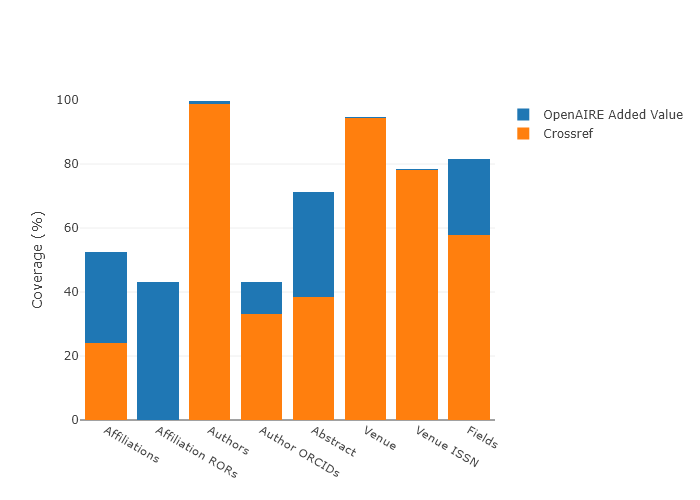 OpenAIRE Added Value
Crossref
Coverage (%)
100
80
60
40
20
0
Affiliations
Affiliation RORs
Authors
Author ORCIDs
Abstract
Venue
Venue ISSN
Fields